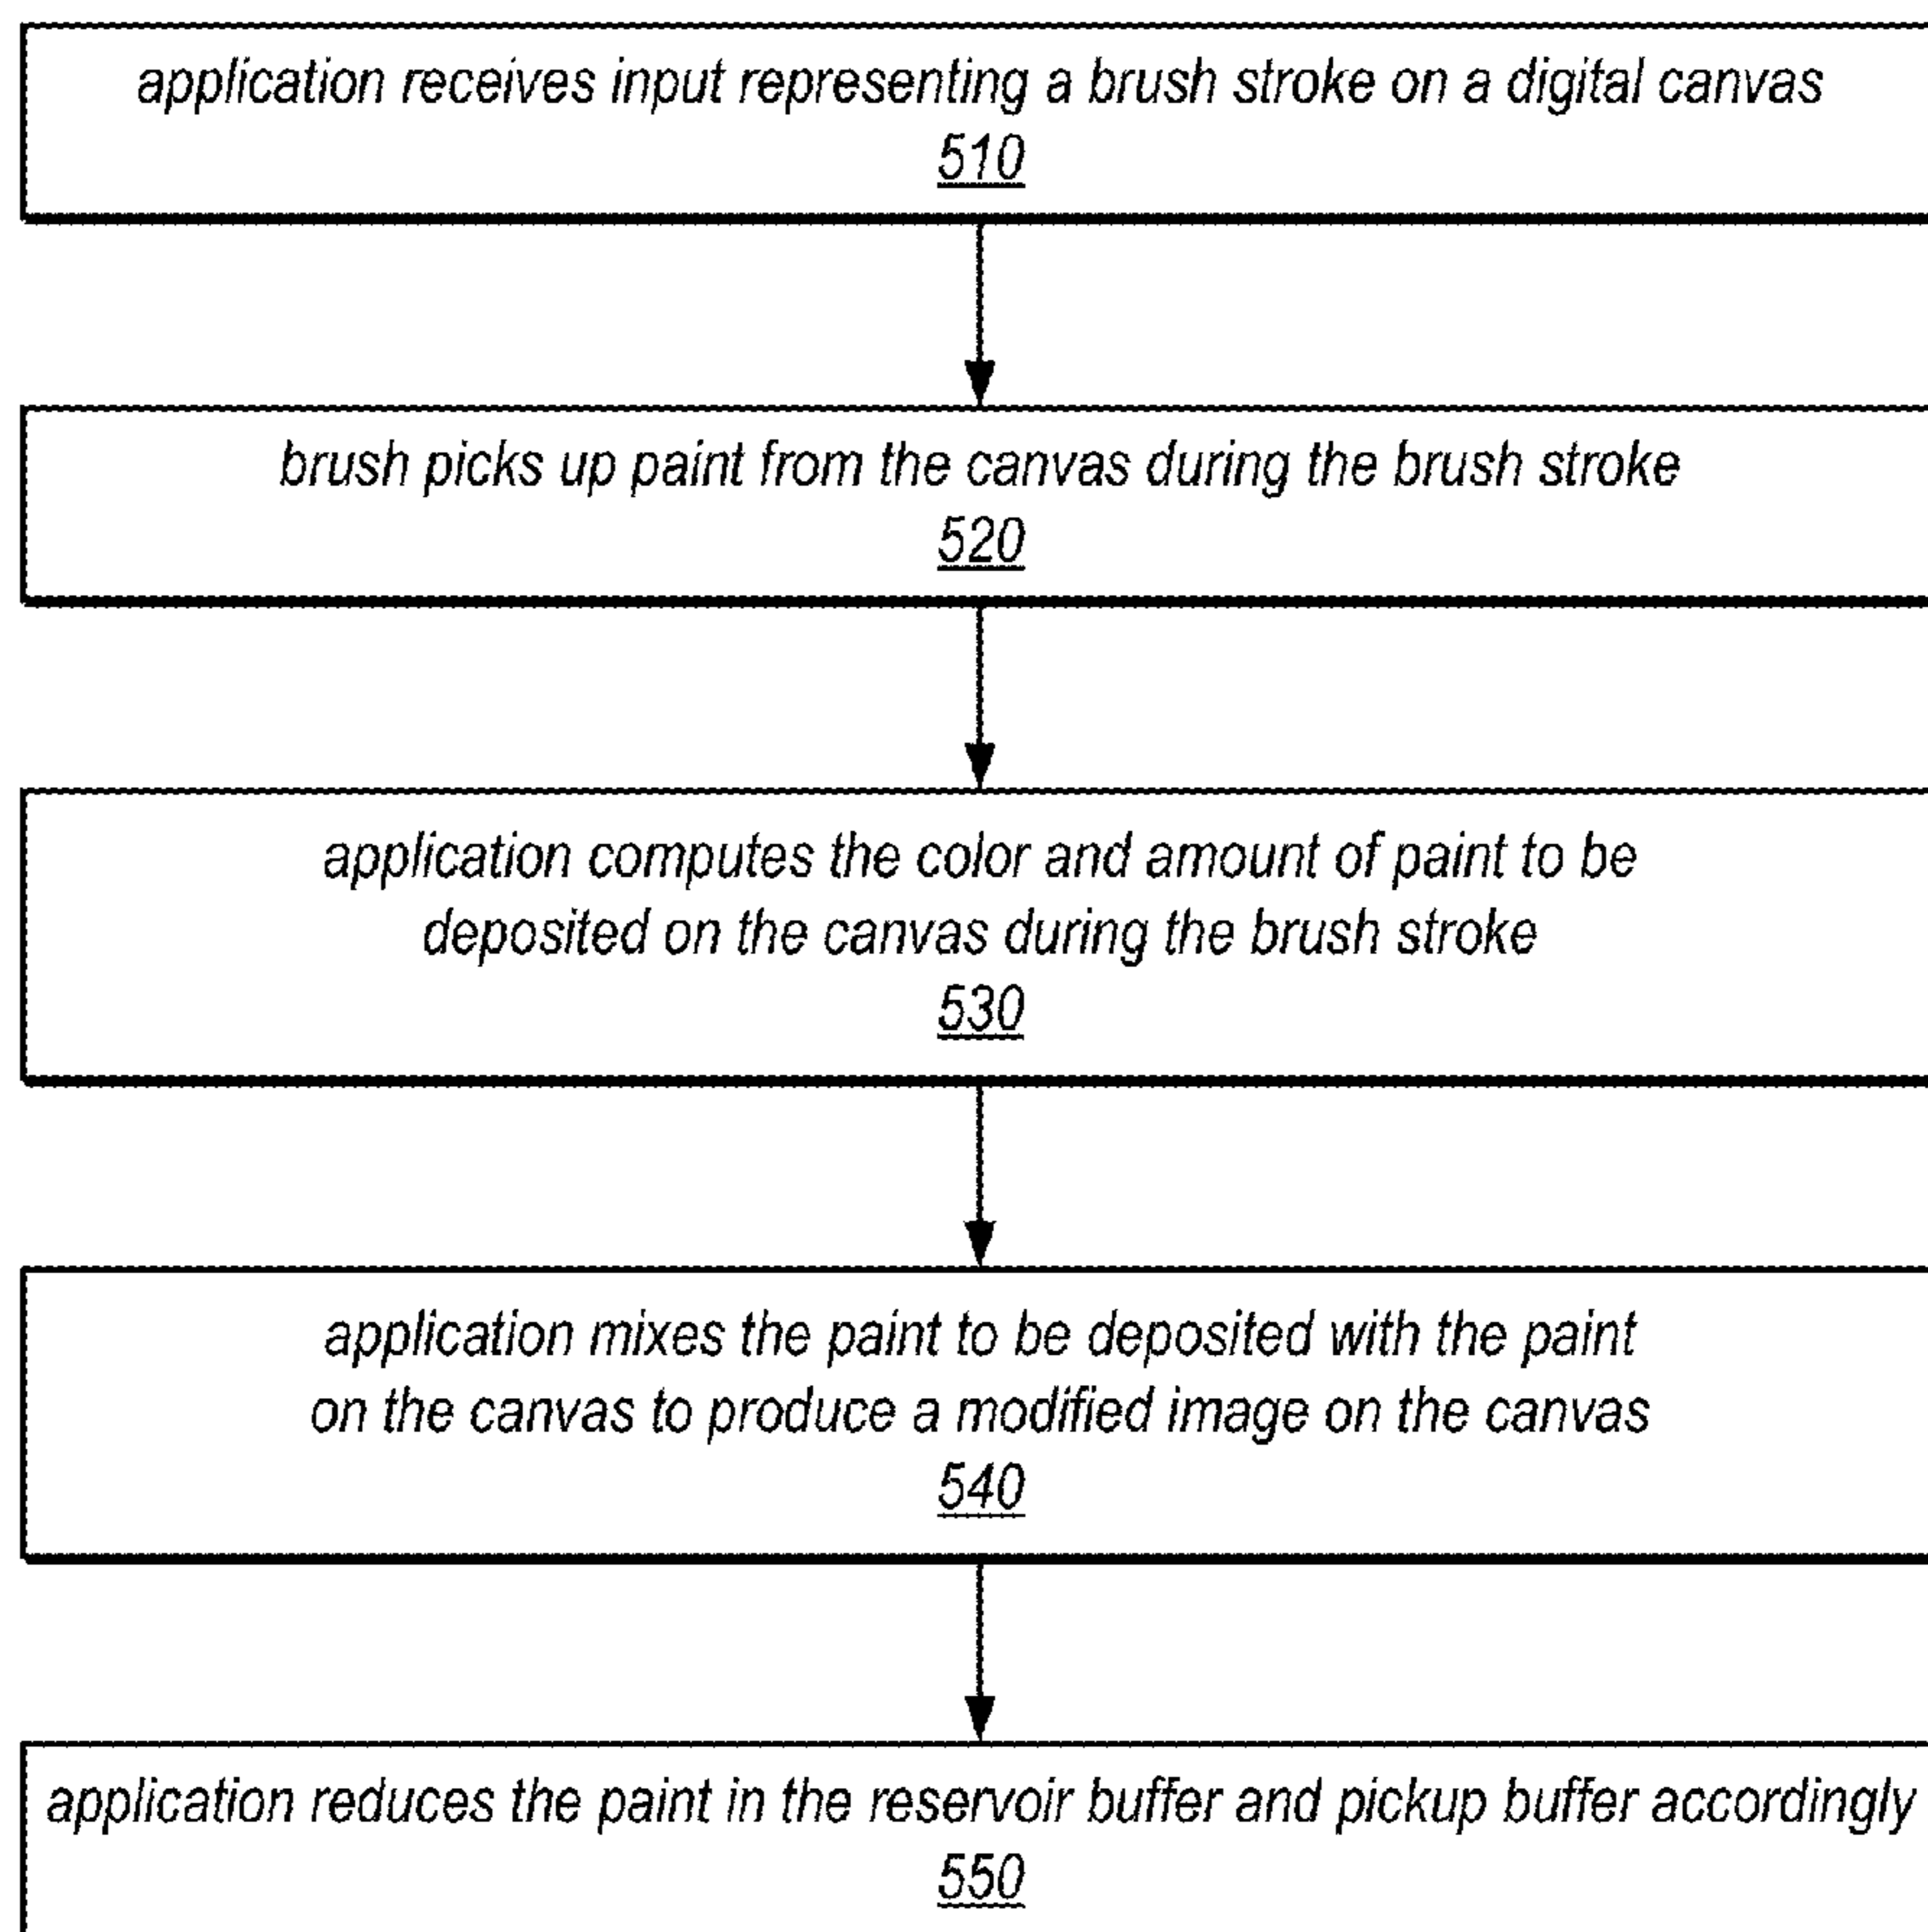 application receives input representing a brush stroke on a digital canvas
510
brush picks up paint from the canvas during the brush stroke
520
application computes the color and amount of paint to be
deposited on the canvas during the brush stroke
530
application mixes the paint to be deposited with the paint
on the canvas to produce a modified image on the canvas
540
application reduces the paint in the reservoir buffer and pickup buffer accordingly
550